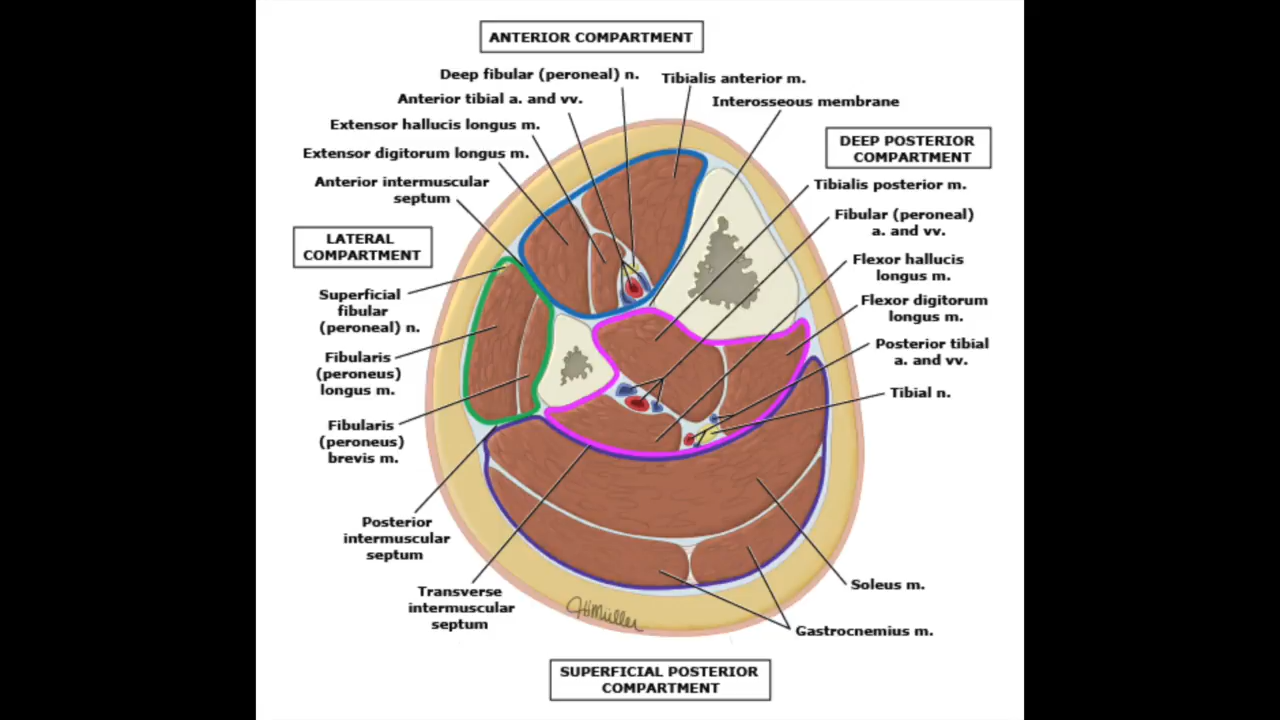 ANTERIOR COMPARTMENT
Deep fibular (peroneal) n.
Tibialis anterior m.
Anterior tibial a. and vv.
Interosseous membrane
Extensor hallucis longus m.
Extensor digitorum longus m.
Anterior intermuscular
septum
DEEP POSTERIOR
COMPARTMENT
Tibialis posterior m.
Fibular (peroneal)
a. and vv.
Flexor hallucis
longus m.
Flexor digitorum
longus m.
Posterior tibial
a. and vv.
Tibial n.
LATERAL
COMPARTMENT
Superficial
fibular
(peroneal) n.
Fibularis
(peroneus)
longus m.
Fibularis
(peroneus)
brevis m.
Posterior
intermuscular
septum
Transverse
intermuscular
septum
Soleus m.
Gastrocnemius m.
JHMüller
SUPERFICIAL POSTERIOR
COMPARTMENT